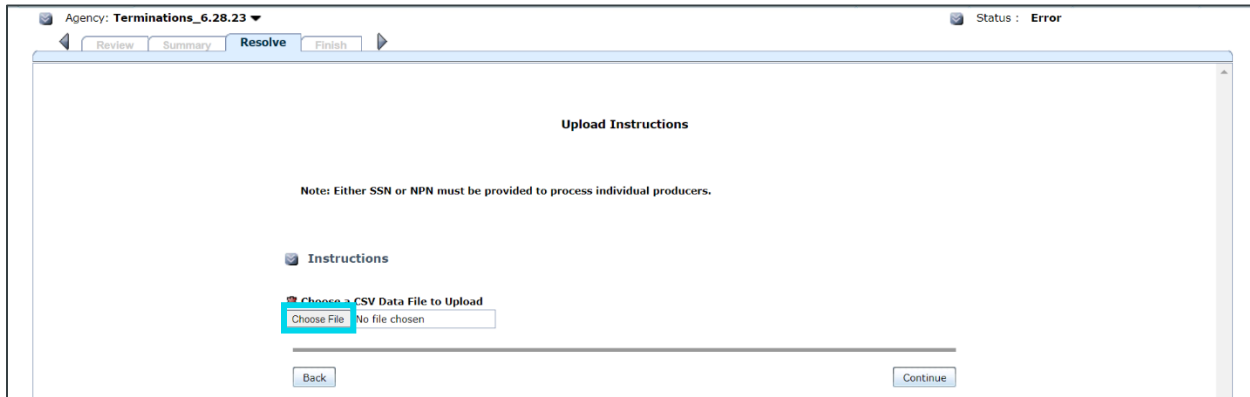 Agency: Terminations_6.28.23
Status : Error
Review Summary Resolve Finish
Upload Instructions
Note: Either SSN or NPN must be provided to process individual producers.
Instructions
Choose a CSV Data File to Upload
Choose File No file chosen
Back Continue